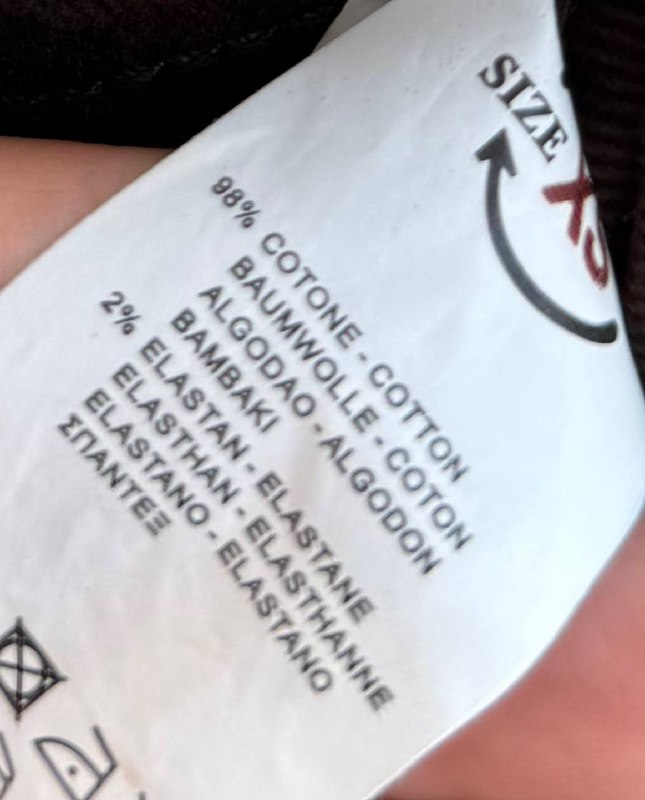 SIZE
XS
98% COTONE - COTTON
BAUMWOLLE - COTON
ALGODAO - ALGODON
BAMBAKI
2% ELASTAN - ELASTANE
ELASTHAN - ELASTHANNE
ELASTANO - ELASTANO
ΣΠΑΝΤΕΞ